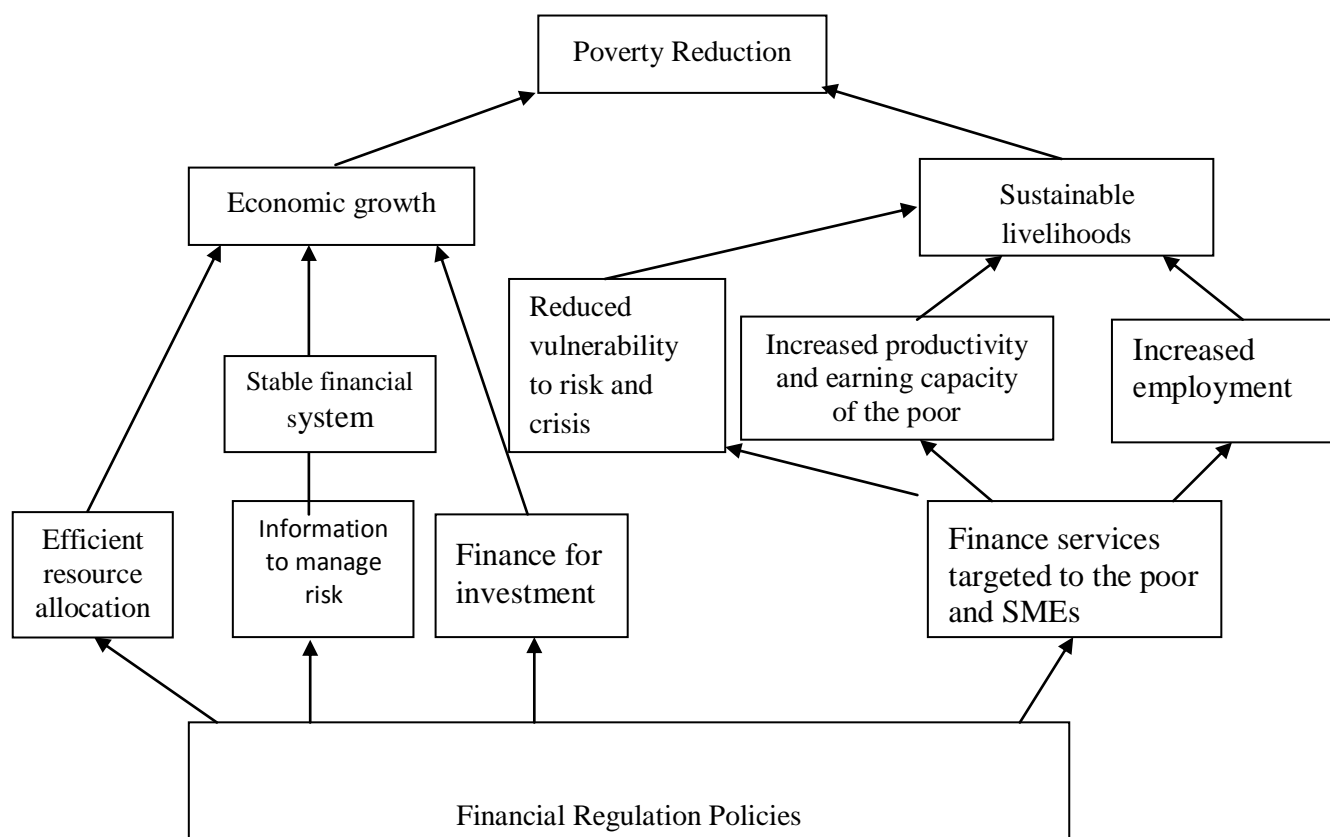 Poverty Reduction
Economic growth
Sustainable
livelihoods
Reduced
vulnerability
to risk and
crisis
Increased productivity
and earning capacity
of the poor
Increased
employment
Stable financial
system
Efficient
resource
allocation
Information
to manage
risk
Finance for
investment
Finance services
targeted to the poor
and SMEs
Financial Regulation Policies